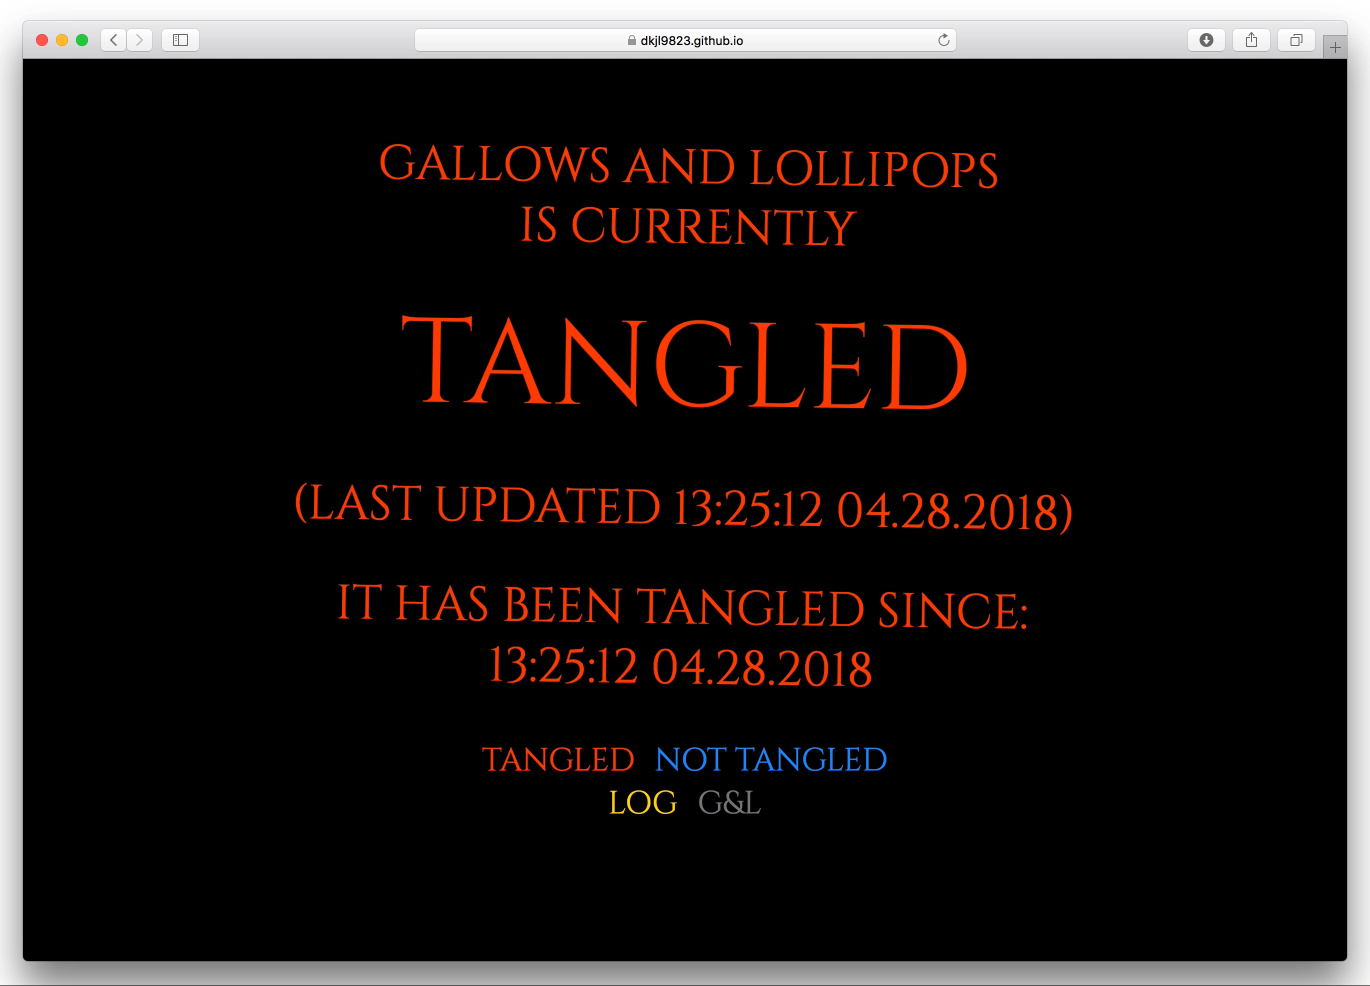 dkjl9823.github.io
GALLOWS AND LOLLIPOPS
IS CURRENTLY
TANGLED
(LAST UPDATED 13:25:12 04.28.2018)
IT HAS BEEN TANGLED SINCE:
13:25:12 04.28.2018
TANGLED NOT TANGLED
LOG G&L